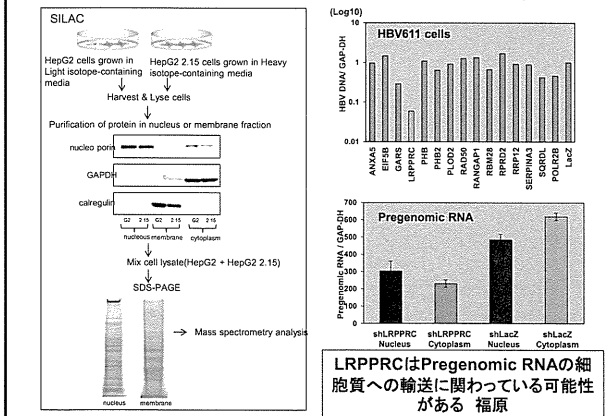 SILAC
HepG2 cells grown in
Light isotope-containing
media
HepG2 2.15 cells grown in Heavy
isotope-containing media
Harvest & Lyse cells
Purification of protein in nucleus or membrane fraction
nucleo porin
GAPDH
calregulin
G2 2.15 G2 2.15 G2 2.15
nucleous membrane cytoplasm
Mix cell lysate(HepG2 + HepG2 2.15)
SDS-PAGE
Mass spectrometry analysis
nucleus membrane
(Log10)
HBV611 cells
HBV DNA/ GAP-DH
10
1
0.1
0.01
ANXA5
EIF5B
GARS
LRPPRC
PHB
PHB2
PLOD2
RAD50
RANGAP1
RBM28
RPRD2
RRP12
SERPINA3
SQRDL
POLR2B
LacZ
Pregenomic RNA
Pregenomic RNA / GAP-DH
700
600
500
400
300
200
100
0
shLRPPRC shLRPPRC shLacZ shLacZ
Nucleus Cytoplasm Nucleus Cytoplasm
LRPPRCはPregenomic RNAの細
胞質への輸送に関わっている可能性
がある 福原